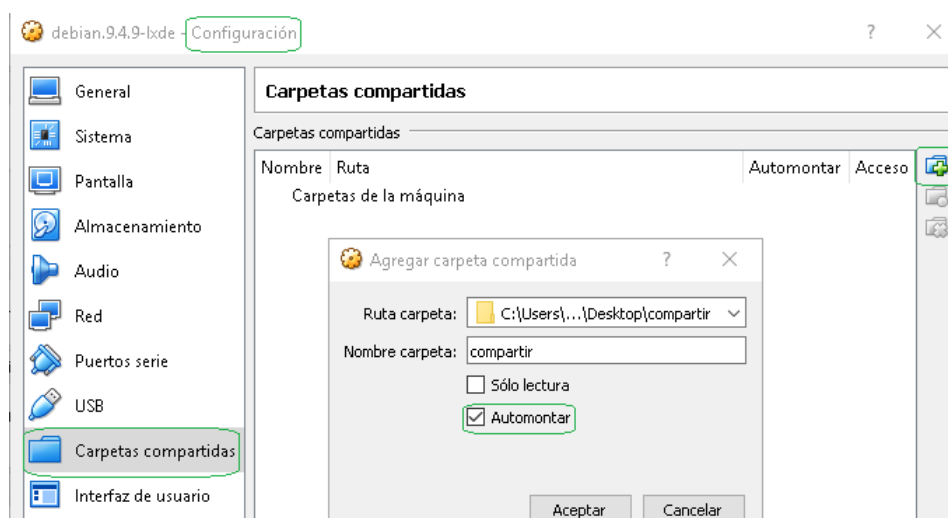 debian.9.4.9-lxde - Configuración ?
General
Sistema
Pantalla
Almacenamiento
Audio
Red
Puertos serie
USB
Carpetas compartidas
Interfaz de usuario
Carpetas compartidas
Carpetas compartidas
Nombre Ruta Automontar Acceso
Carpetas de la máquina
Agregar carpeta compartida ?
Ruta carpeta: C:\Users\...\Desktop\compartir
Nombre carpeta: compartir
Sólo lectura
Automontar
Aceptar Cancelar